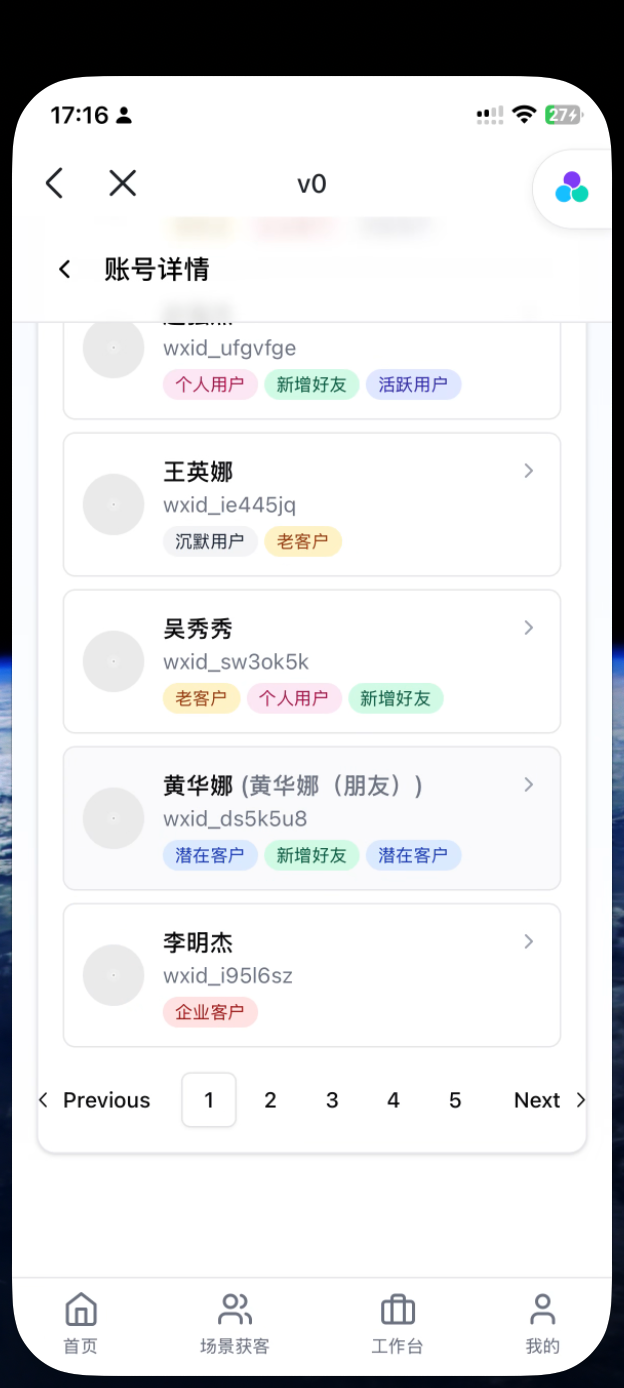 17:16
27
v0
账号详情
wxid_ufgvfge
个人用户 新增好友 活跃用户
王英娜
wxid_ie445jq
沉默用户 老客户
吴秀秀
wxid_sw3ok5k
老客户 个人用户 新增好友
黄华娜 (黄华娜（朋友）)
wxid_ds5k5u8
潜在客户 新增好友 潜在客户
李明杰
wxid_i95l6sz
企业客户
Previous 1 2 3 4 5 Next
首页 场景获客 工作台 我的